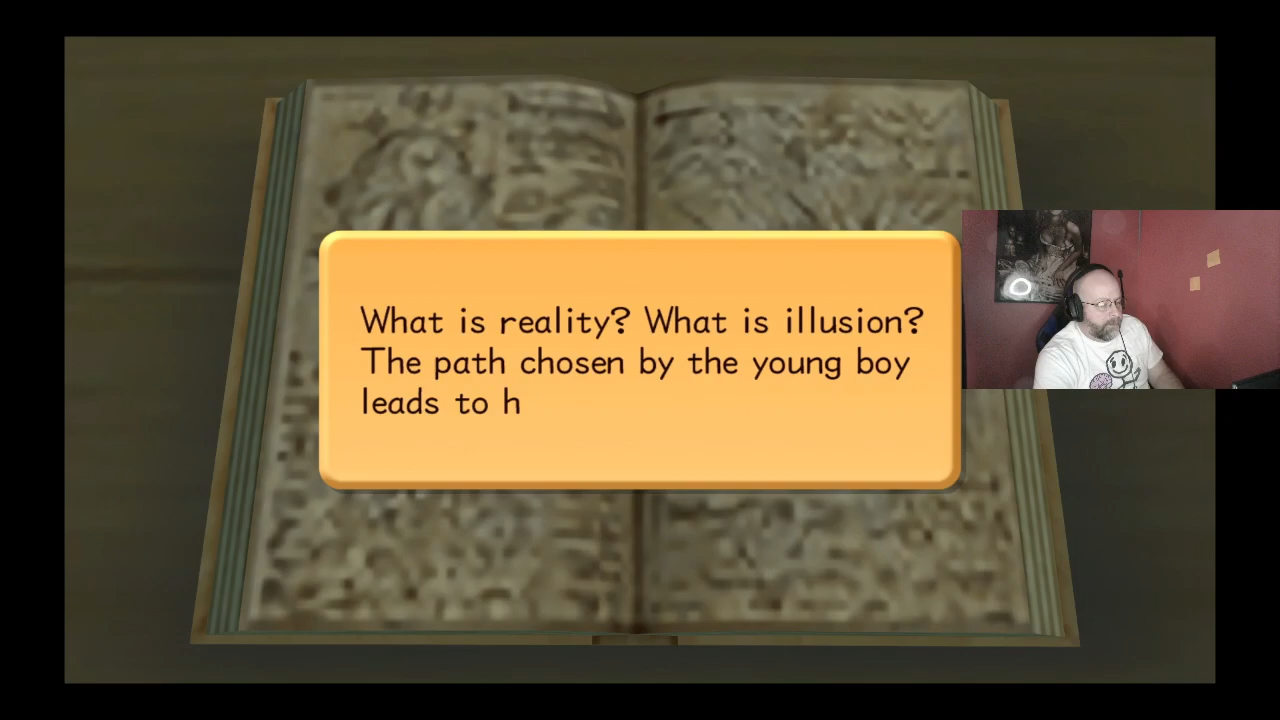 What is reality? What is illusion?
The path chosen by the young boy
leads to h